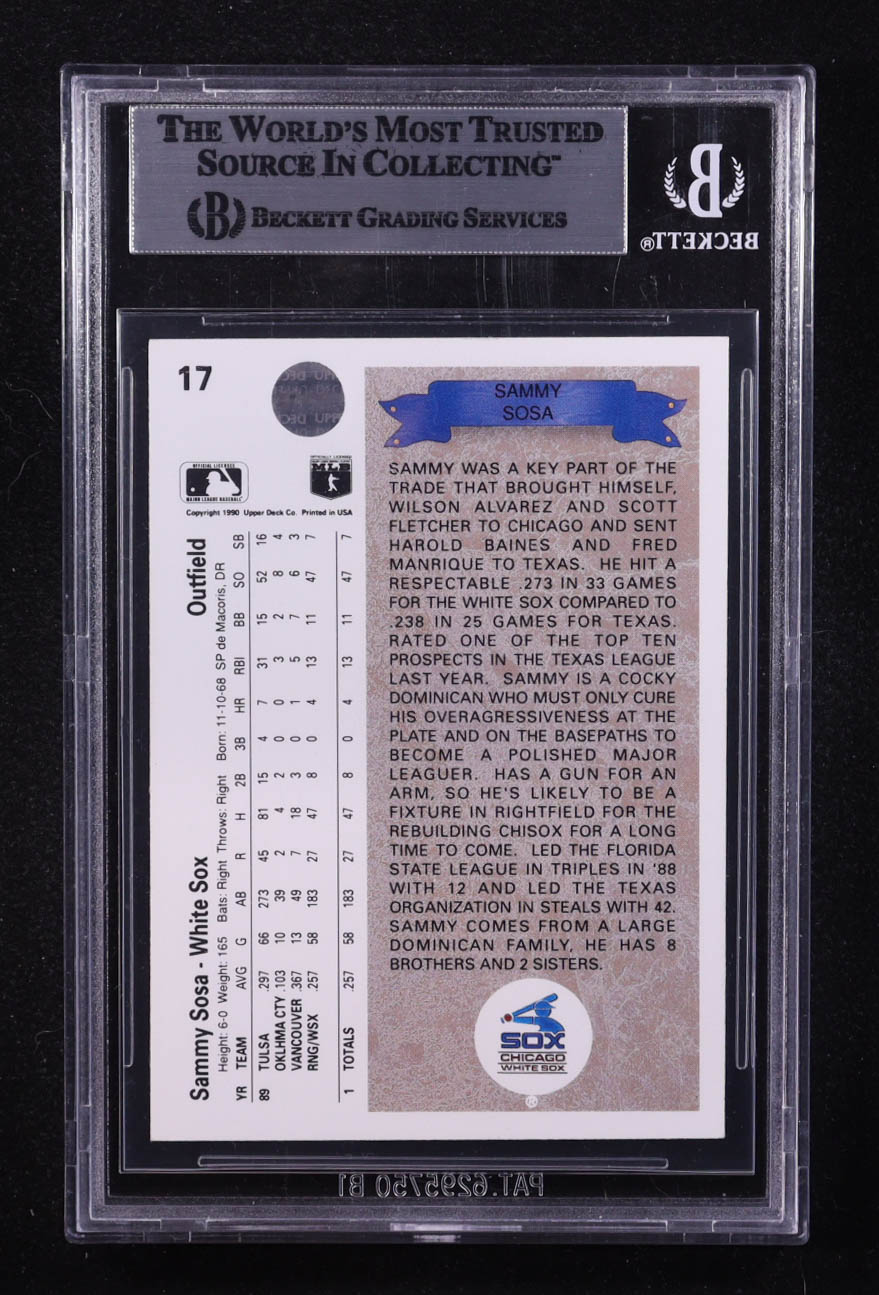 THE WORLD'S MOST TRUSTED
SOURCE IN COLLECTING™
B BECKETT GRADING SERVICES
B
BECKETT®
17
UPPER DECK
OFFICIAL LICENSEE
MAJOR LEAGUE BASEBALL
MLB
Copyright 1990 Upper Deck Co. Printed in USA
Sammy Sosa - White Sox Outfield
Height: 6-0 Weight: 165 Bats: Right Throws: Right Born: 11-10-68 SP de Macoris, DR
YR TEAM AVG G AB R H 2B 3B HR RBI BB SO SB
89 TULSA .297 66 273 45 81 15 4 7 31 15 52 16
OKLHMA CTY .103 10 39 2 4 2 0 0 3 2 8 4
VANCOUVER .367 13 49 7 18 3 0 1 5 7 6 3
RNG/WSX .257 58 183 27 47 8 0 4 13 11 47 7
1 TOTALS .257 58 183 27 47 8 0 4 13 11 47 7
SAMMY
SOSA
SAMMY WAS A KEY PART OF THE
TRADE THAT BROUGHT HIMSELF,
WILSON ALVAREZ AND SCOTT
FLETCHER TO CHICAGO AND SENT
HAROLD BAINES AND FRED
MANRIQUE TO TEXAS. HE HIT A
RESPECTABLE .273 IN 33 GAMES
FOR THE WHITE SOX COMPARED TO
.238 IN 25 GAMES FOR TEXAS.
RATED ONE OF THE TOP TEN
PROSPECTS IN THE TEXAS LEAGUE
LAST YEAR. SAMMY IS A COCKY
DOMINICAN WHO MUST ONLY CURE
HIS OVERAGRESSIVENESS AT THE
PLATE AND ON THE BASEPATHS TO
BECOME A POLISHED MAJOR
LEAGUER. HAS A GUN FOR AN
ARM, SO HE'S LIKELY TO BE A
FIXTURE IN RIGHTFIELD FOR THE
REBUILDING CHISOX FOR A LONG
TIME TO COME. LED THE FLORIDA
STATE LEAGUE IN TRIPLES IN '88
WITH 12 AND LED THE TEXAS
ORGANIZATION IN STEALS WITH 42.
SAMMY COMES FROM A LARGE
DOMINICAN FAMILY, HE HAS 8
BROTHERS AND 2 SISTERS.
SOX
CHICAGO
WHITE SOX
®
PAT.6295750 B1